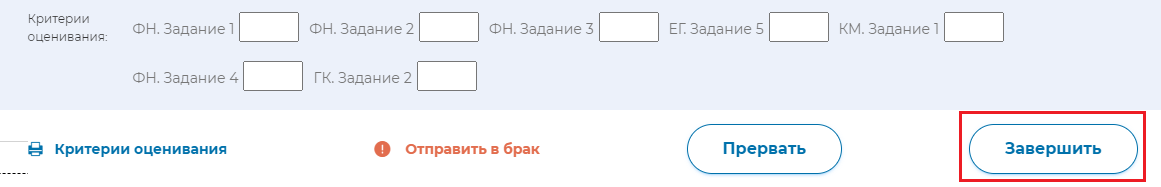 Критерии
оценивания:
ФН. Задание 1 ФН. Задание 2 ФН. Задание 3 ЕГ. Задание 5 КМ. Задание 1
ФН. Задание 4 ГК. Задание 2
Критерии оценивания Отправить в брак Прервать Завершить